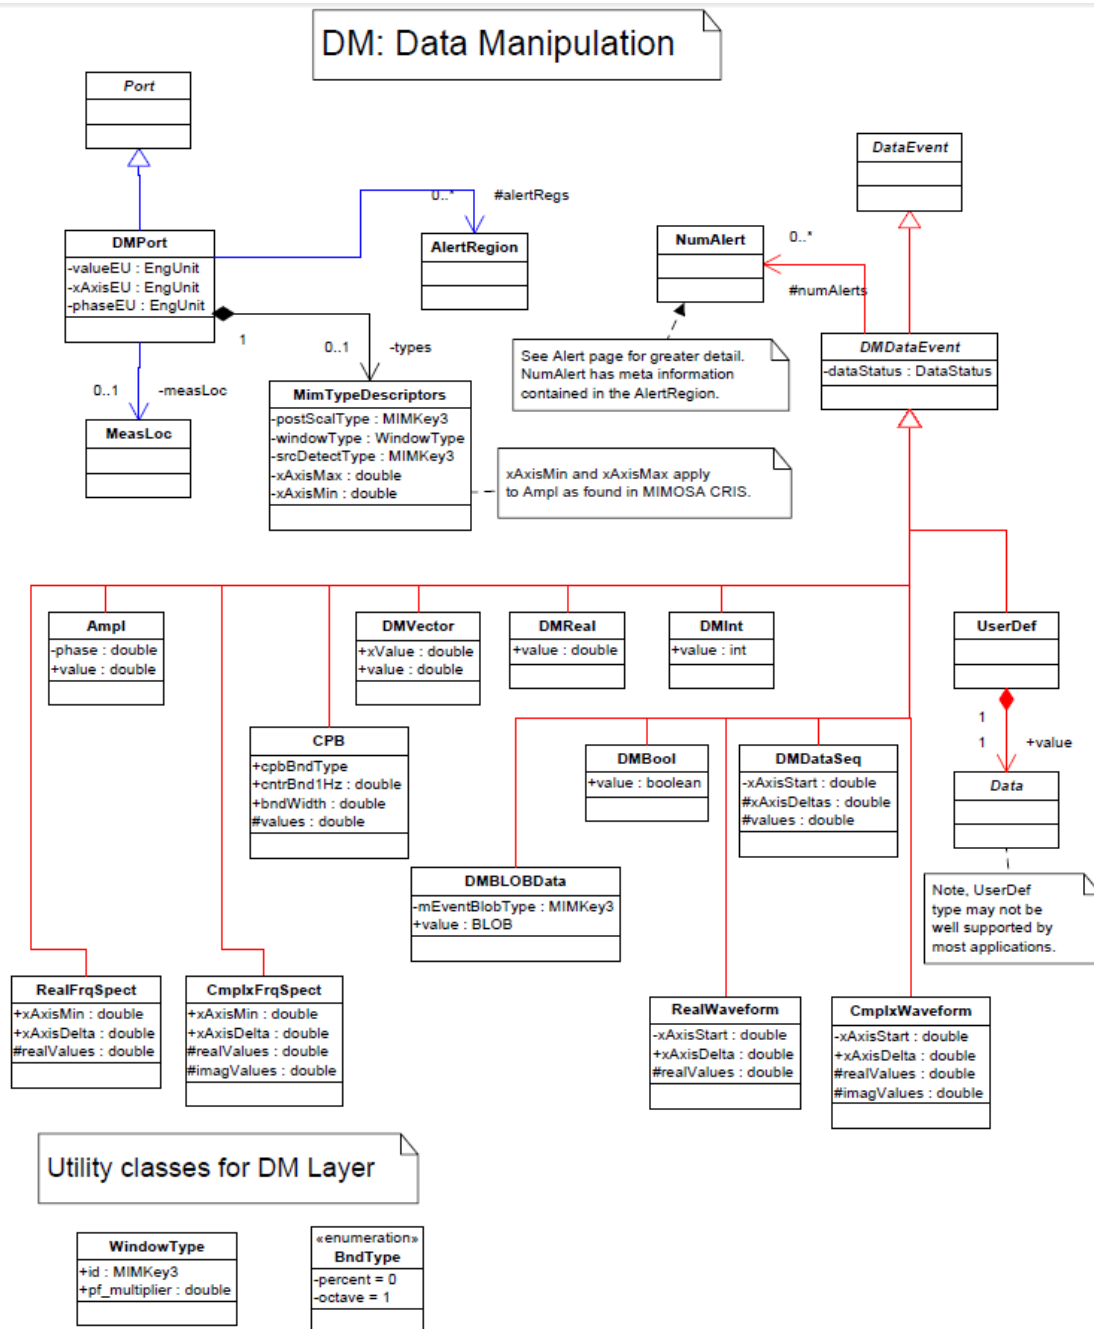 DM: Data Manipulation
Port
DataEvent
0..*
#alertRegs
DMPort
-valueEU : EngUnit
-xAxisEU : EngUnit
-phaseEU : EngUnit
AlertRegion
NumAlert
0..*
#numAlerts
1
0..1
-types
0..1
-measLoc
MeasLoc
MimTypeDescriptors
-postScalType : MIMKey3
-windowType : WindowType
-srcDetectType : MIMKey3
-xAxisMax : double
-xAxisMin : double
See Alert page for greater detail.
NumAlert has meta information
contained in the AlertRegion.
DMDataEvent
-dataStatus : DataStatus
xAxisMin and xAxisMax apply
to Ampl as found in MIMOSA CRIS.
Ampl
-phase : double
+value : double
DMVector
+xValue : double
+value : double
DMReal
+value : double
DMInt
+value : int
UserDef
1
1
+value
Data
CPB
+cpbBndType
+cntrBnd1Hz : double
+bndWidth : double
#values : double
DMBool
+value : boolean
DMDataSeq
-xAxisStart : double
#xAxisDeltas : double
#values : double
DMBLOBData
-mEventBlobType : MIMKey3
+value : BLOB
Note, UserDef
type may not be
well supported by
most applications.
RealFrqSpect
+xAxisMin : double
+xAxisDelta : double
#realValues : double
CmplxFrqSpect
+xAxisMin : double
+xAxisDelta : double
#realValues : double
#imagValues : double
RealWaveform
-xAxisStart : double
+xAxisDelta : double
#realValues : double
CmplxWaveform
-xAxisStart : double
+xAxisDelta : double
#realValues : double
#imagValues : double
Utility classes for DM Layer
WindowType
+id : MIMKey3
+pf_multiplier : double
«enumeration»
BndType
-percent = 0
-octave = 1